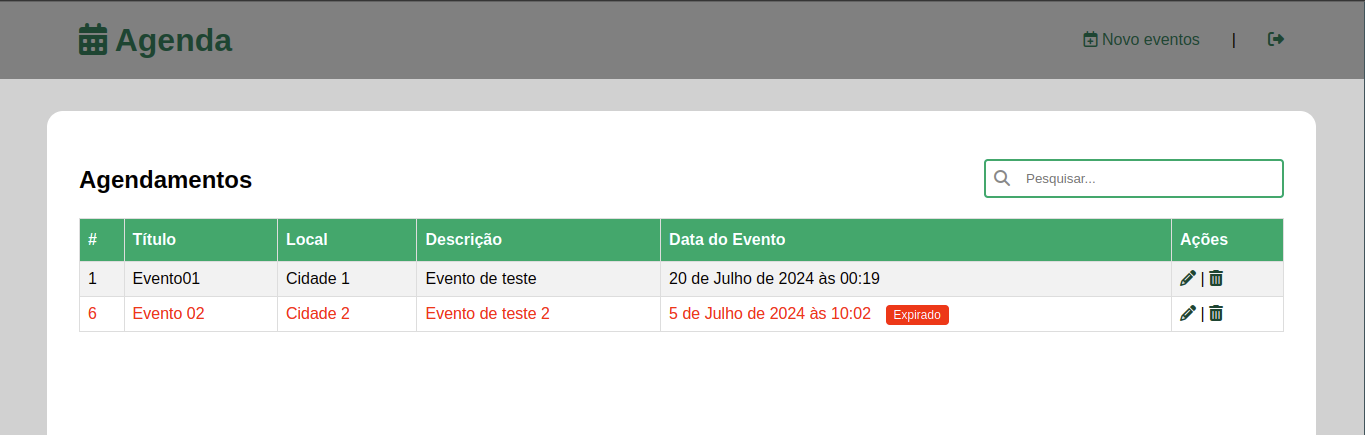 Agenda
Novo eventos |
Agendamentos
Pesquisar...
# Título Local Descrição Data do Evento Ações
1 Evento01 Cidade 1 Evento de teste 20 de Julho de 2024 às 00:19 |
6 Evento 02 Cidade 2 Evento de teste 2 5 de Julho de 2024 às 10:02 Expirado |